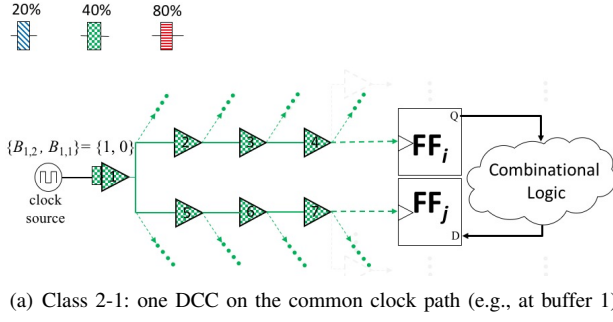 20% 40% 80%
{B1,2, B1,1}= {1, 0}
1
2 3 4
5 6 7
clock
source
FFi
Q
FFj
D
Combinational
Logic
(a) Class 2-1: one DCC on the common clock path (e.g., at buffer 1)